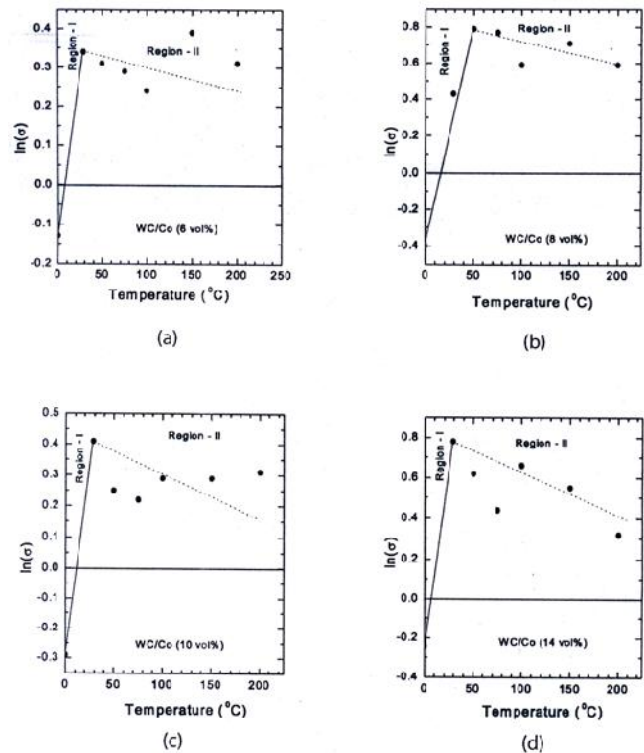 0.5
0.4
0.3
0.2
0.1
0.0
-0.1
-0.2
ln(σ)
Region - I
Region - II
WC/Co (6 vol%)
0 50 100 150 200 250
Temperature (°C)
(a)
0.8
0.6
0.4
0.2
0.0
-0.2
-0.4
ln(σ)
Region - I
Region - II
WC/Co (8 vol%)
0 50 100 150 200
Temperature (°C)
(b)
0.5
0.4
0.3
0.2
0.1
0.0
-0.1
-0.2
-0.3
ln(σ)
Region - I
Region - II
WC/Co (10 vol%)
0 50 100 150 200
Temperature (°C)
(c)
0.8
0.6
0.4
0.2
0.0
-0.2
-0.4
ln(σ)
Region - I
Region - II
WC/Co (14 vol%)
0 50 100 150 200
Temperature (°C)
(d)